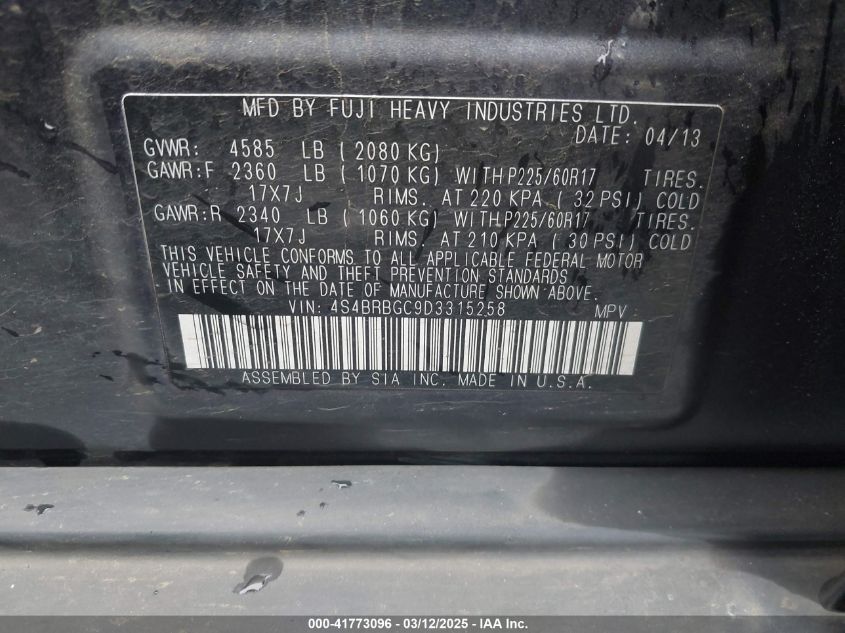 MFD BY FUJI HEAVY INDUSTRIES LTD.
DATE: 04/13
GVWR: 4585 LB ( 2080 KG)
GAWR:F 2360 LB ( 1070 KG) WITH P225/60R17 TIRES.
17X7J RIMS. AT 220 KPA ( 32 PSI) COLD
GAWR:R 2340 LB ( 1060 KG) WITH P225/60R17 TIRES.
17X7J RIMS. AT 210 KPA ( 30 PSI) COLD
THIS VEHICLE CONFORMS TO ALL APPLICABLE FEDERAL MOTOR
VEHICLE SAFETY AND THEFT PREVENTION STANDARDS
IN EFFECT ON THE DATE OF MANUFACTURE SHOWN ABOVE.
VIN: 4S4BRBGC9D3315258 MPV
ASSEMBLED BY SIA INC. MADE IN U.S.A.
000-41773096 - 03/12/2025 - IAA Inc.